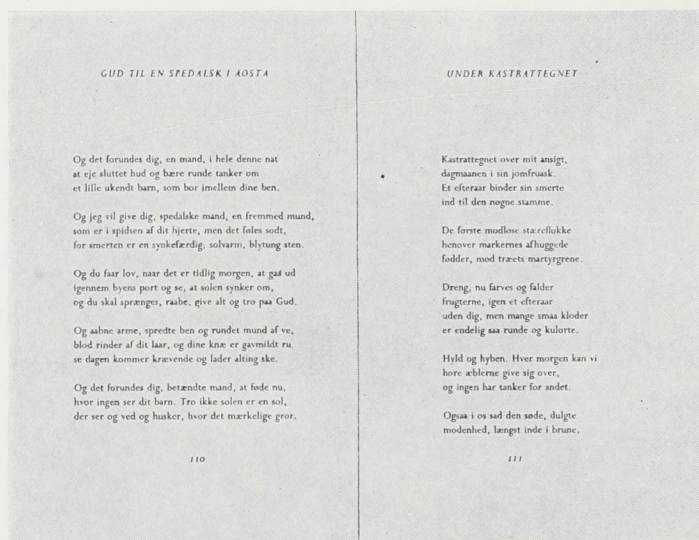 GUD TIL EN SPEDALSK I AOSTA
Og det forundes dig, en mand, i hele denne nat
at eje sluttet hud og bære runde tanker om
et lille ukendt barn, som bor imellem dine ben.
Og jeg vil give dig, spedalske mand, en fremmed mund,
som er i spidsen af dit hjerte, men det føles sødt,
for smerten er en synkefærdig, solvarm, blytung sten.
Og du faar lov, naar det er tidlig morgen, at gaa ud
igennem byens port og se, at solen synker om,
og du skal sprænges, raabe, give alt og tro paa Gud.
Og aabne arme, spredte ben og rundet mund af ve,
blod rinder af dit laar, og dine knæ er gavmildt ru,
se dagen kommer krævende og lader alting ske.
Og det forundes dig, betændte mand, at føde nu,
hvor ingen ser dit barn. Tro ikke solen er en sol,
der ser og ved og husker, hvor det mærkelige gror.
110
UNDER KASTRATTEGNET
Kastrattegnet over mit ansigt,
dagmaanen i sin jomfruask.
Et efteraar binder sin smerte
ind til den nøgne stamme.
De første modløse stæreflokke
henover markernes afhuggede
fødder, mod træets martyrgrene.
Dreng, nu farves og falder
frugterne, igen et efteraar
uden dig, men mange smaa kloder
er endelig saa runde og kulørte.
Hyld og hyben. Hver morgen kan vi
høre æblerne give sig over,
og ingen har tanker for andet.
Ogsaa i os sad den søde, dulgte
modenhed, længst inde i brune,
111